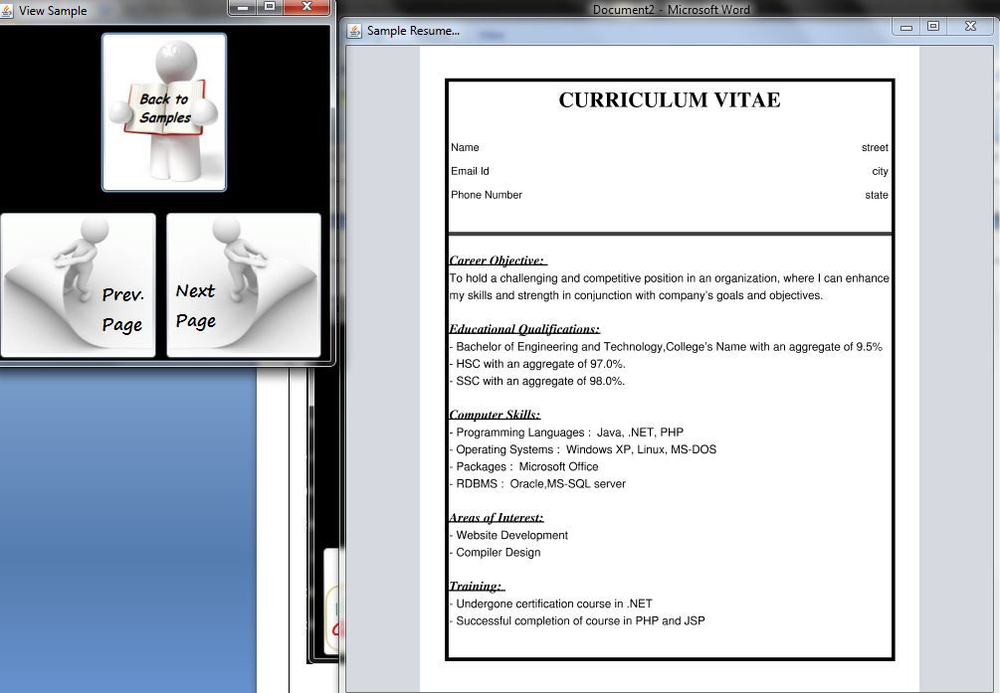 View Sample
Document2 - Microsoft Word
Sample Resume...
Back to
Samples
Prev.
Page
Next
Page
CURRICULUM VITAE
Name street
Email Id city
Phone Number state
Career Objective:
To hold a challenging and competitive position in an organization, where I can enhance
my skills and strength in conjunction with company's goals and objectives.
Educational Qualifications:
- Bachelor of Engineering and Technology,College's Name with an aggregate of 9.5%
- HSC with an aggregate of 97.0%.
- SSC with an aggregate of 98.0%.
Computer Skills:
- Programming Languages : Java, .NET, PHP
- Operating Systems : Windows XP, Linux, MS-DOS
- Packages : Microsoft Office
- RDBMS : Oracle,MS-SQL server
Areas of Interest:
- Website Development
- Compiler Design
Training:
- Undergone certification course in .NET
- Successful completion of course in PHP and JSP